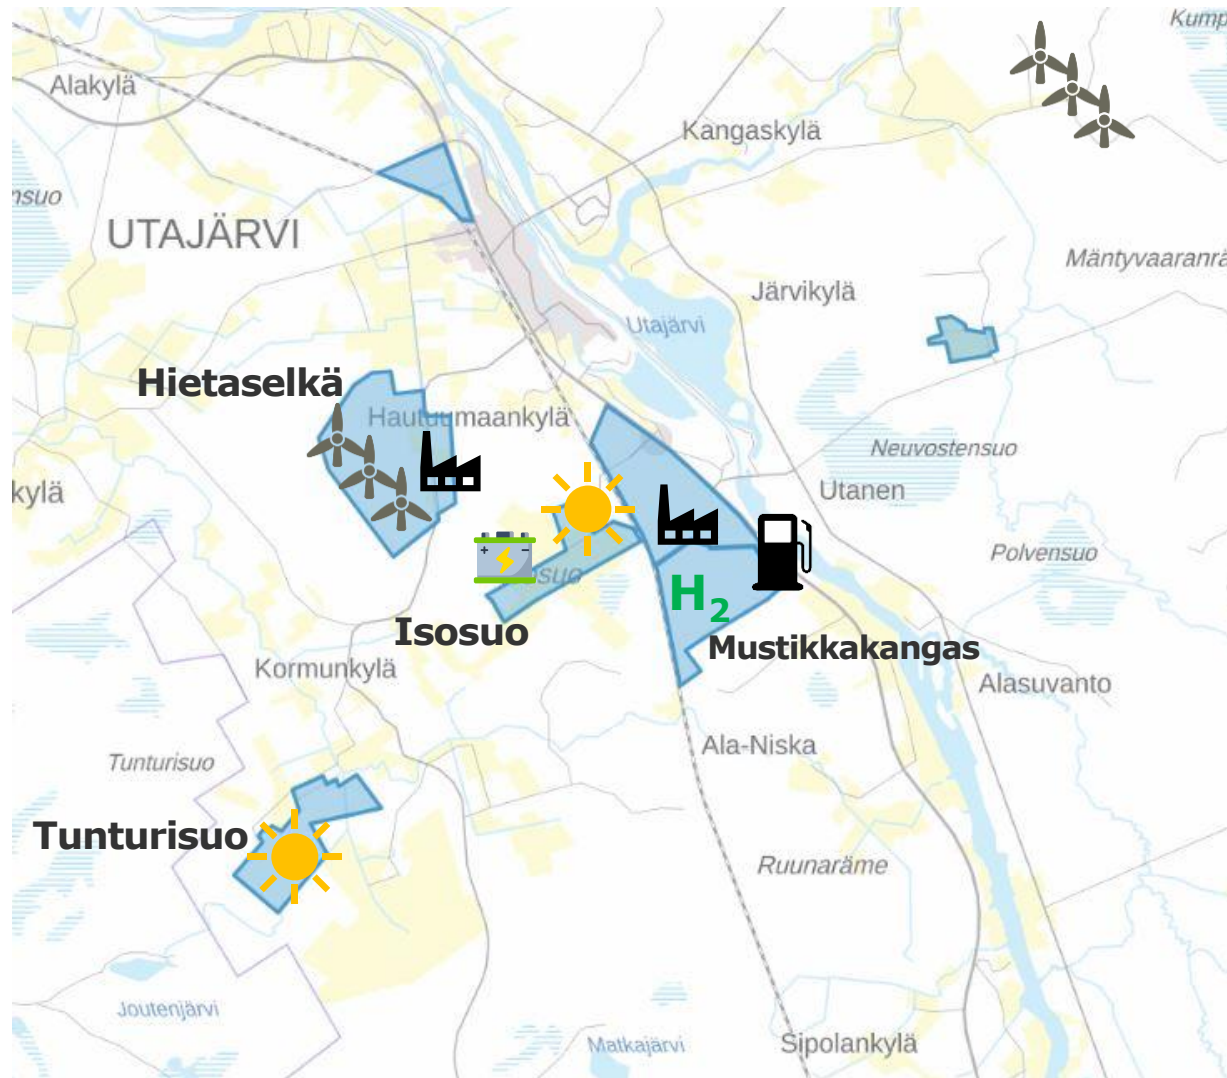 Kump
Alakylä
Kangaskylä
nsuo
UTAJÄRVI
Mäntyvaaranrä
Järvikylä
Utajärvi
Hietaselkä
Hautuumaankylä
Neuvostensuo
kylä
Utanen
Polvensuo
+ −
suo
H₂
Isosuo
Mustikkakangas
Kormunkylä
Alasuvanto
Ala-Niska
Tunturisuo
Tunturisuo
Ruunaräme
Joutenjärvi
Matkajärvi
Sipolankylä